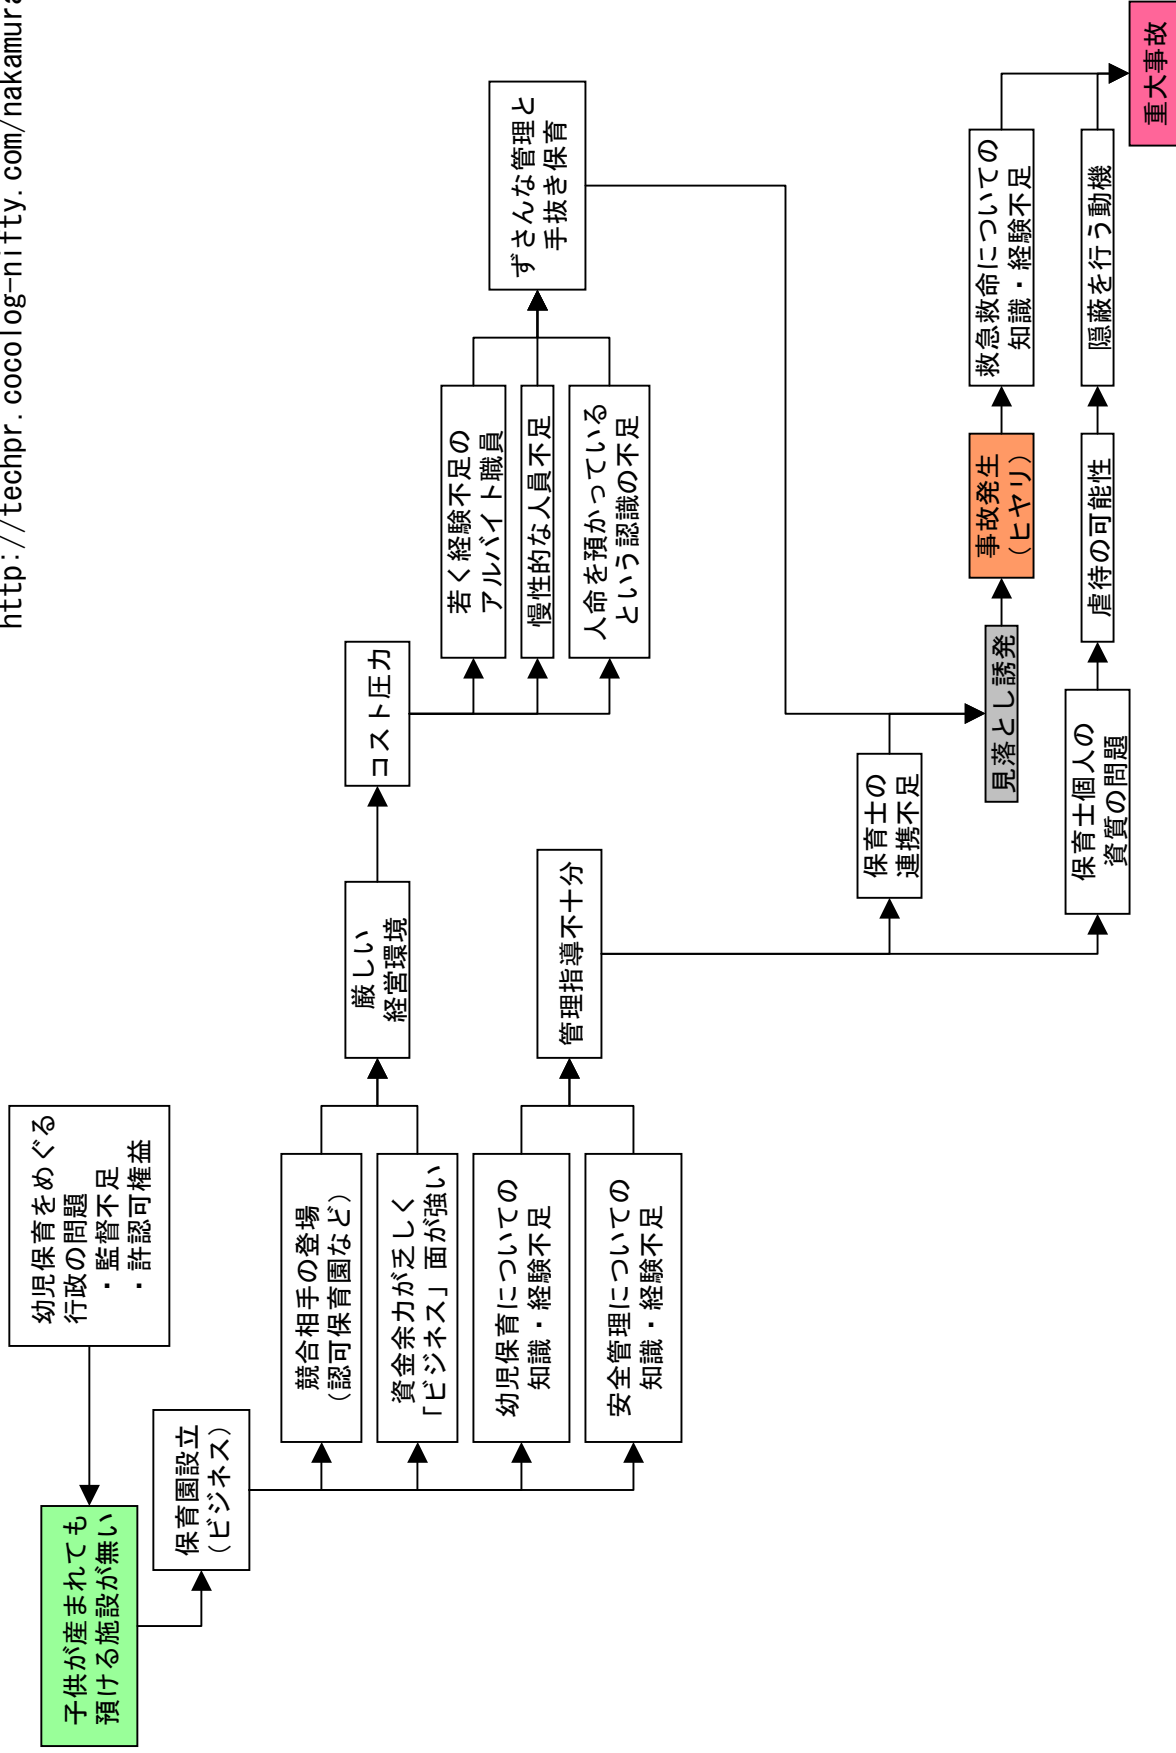 http://techpr.cocolog-nifty.com/nakamura
幼児保育をめぐる
行政の問題
・監督不足
・許認可権益
子供が産まれても
預ける施設が無い
保育園設立
(ビジネス)
競合相手の登場
(認可保育園など)
資金余力が乏しく
「ビジネス」面が強い
幼児保育についての
知識・経験不足
安全管理についての
知識・経験不足
厳しい
経営環境
管理指導不十分
コスト圧力
若く経験不足の
アルバイト職員
慢性的な人員不足
人命を預かっている
という認識の不足
ずさんな管理と
手抜き保育
保育士の
連携不足
保育士個人の
資質の問題
見落とし誘発
虐待の可能性
事故発生
(ヒヤリ)
救急救命についての
知識・経験不足
隠蔽を行う動機
重大事故